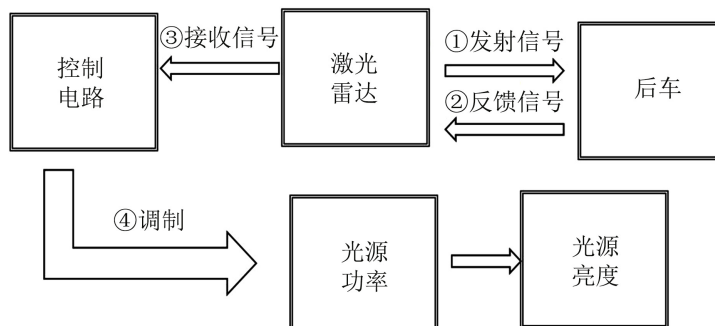 ③接收信号
①发射信号
控制
电路
激光
雷达
后车
②反馈信号
④调制
光源
功率
光源
亮度